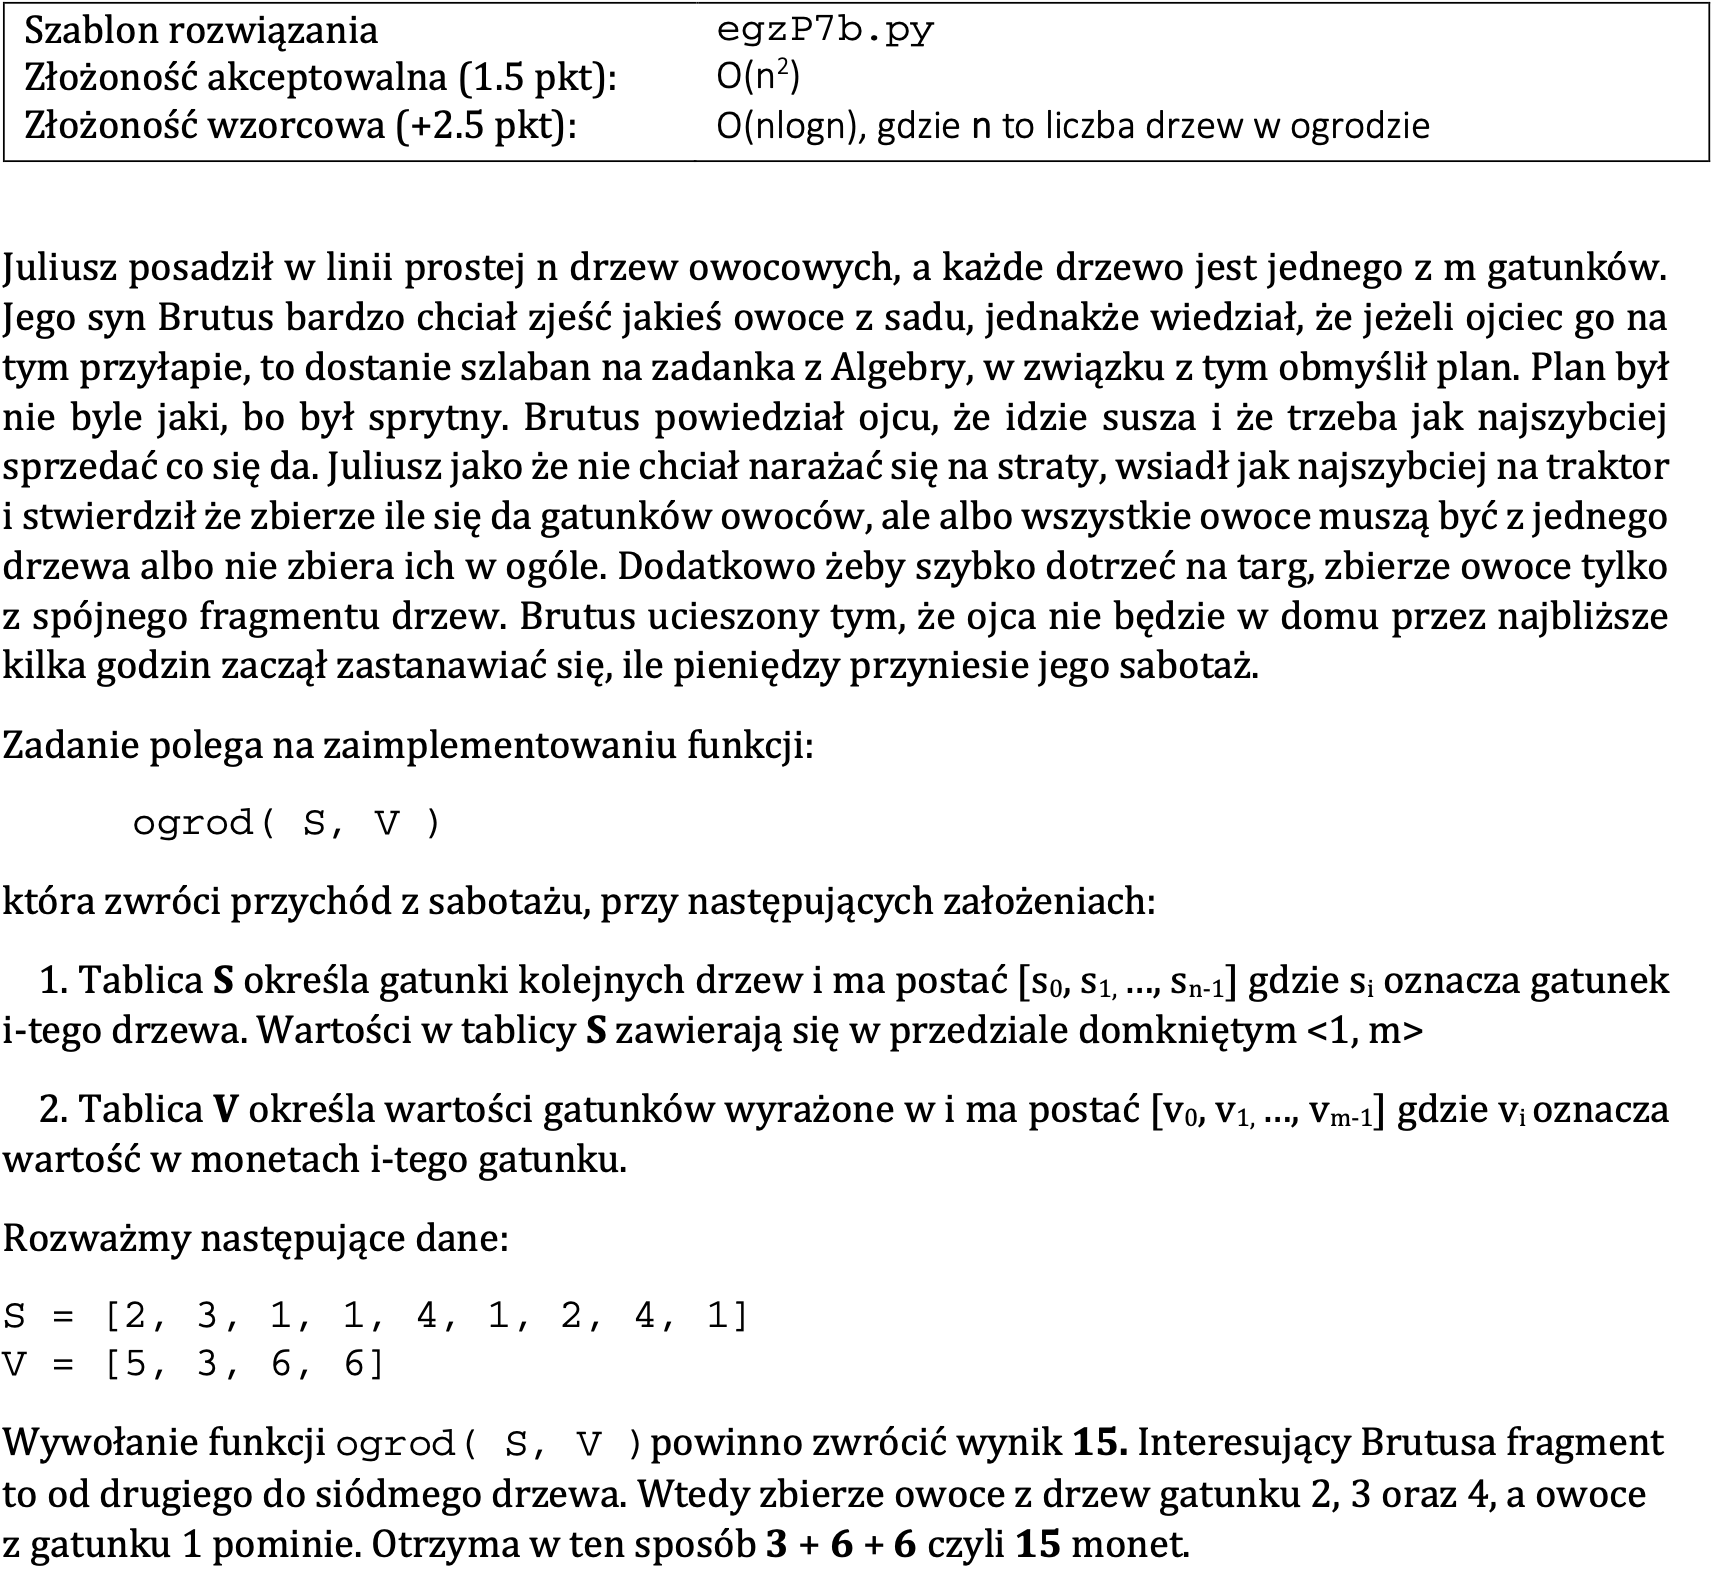 Szablon rozwiązania egzP7b.py
Złożoność akceptowalna (1.5 pkt): O(n²)
Złożoność wzorcowa (+2.5 pkt): O(nlogn), gdzie n to liczba drzew w ogrodzie
Juliusz posadził w linii prostej n drzew owocowych, a każde drzewo jest jednego z m gatunków.
Jego syn Brutus bardzo chciał zjeść jakieś owoce z sadu, jednakże wiedział, że jeżeli ojciec go na
tym przyłapie, to dostanie szlaban na zadanka z Algebry, w związku z tym obmyślił plan. Plan był
nie byle jaki, bo był sprytny. Brutus powiedział ojcu, że idzie susza i że trzeba jak najszybciej
sprzedać co się da. Juliusz jako że nie chciał narażać się na straty, wsiadł jak najszybciej na traktor
i stwierdził że zbierze ile się da gatunków owoców, ale albo wszystkie owoce muszą być z jednego
drzewa albo nie zbiera ich w ogóle. Dodatkowo żeby szybko dotrzeć na targ, zbierze owoce tylko
z spójnego fragmentu drzew. Brutus ucieszony tym, że ojca nie będzie w domu przez najbliższe
kilka godzin zaczął zastanawiać się, ile pieniędzy przyniesie jego sabotaż.
Zadanie polega na zaimplementowaniu funkcji:
ogrod( S, V )
która zwróci przychód z sabotażu, przy następujących założeniach:
1. Tablica S określa gatunki kolejnych drzew i ma postać [s₀, s₁, ..., sₙ₋₁] gdzie sᵢ oznacza gatunek
i-tego drzewa. Wartości w tablicy S zawierają się w przedziale domkniętym <1, m>
2. Tablica V określa wartości gatunków wyrażone w i ma postać [v₀, v₁, ..., vₘ₋₁] gdzie vᵢ oznacza
wartość w monetach i-tego gatunku.
Rozważmy następujące dane:
S = [2, 3, 1, 1, 4, 1, 2, 4, 1]
V = [5, 3, 6, 6]
Wywołanie funkcji ogrod( S, V ) powinno zwrócić wynik 15. Interesujący Brutusa fragment
to od drugiego do siódmego drzewa. Wtedy zbierze owoce z drzew gatunku 2, 3 oraz 4, a owoce
z gatunku 1 pominie. Otrzyma w ten sposób 3 + 6 + 6 czyli 15 monet.